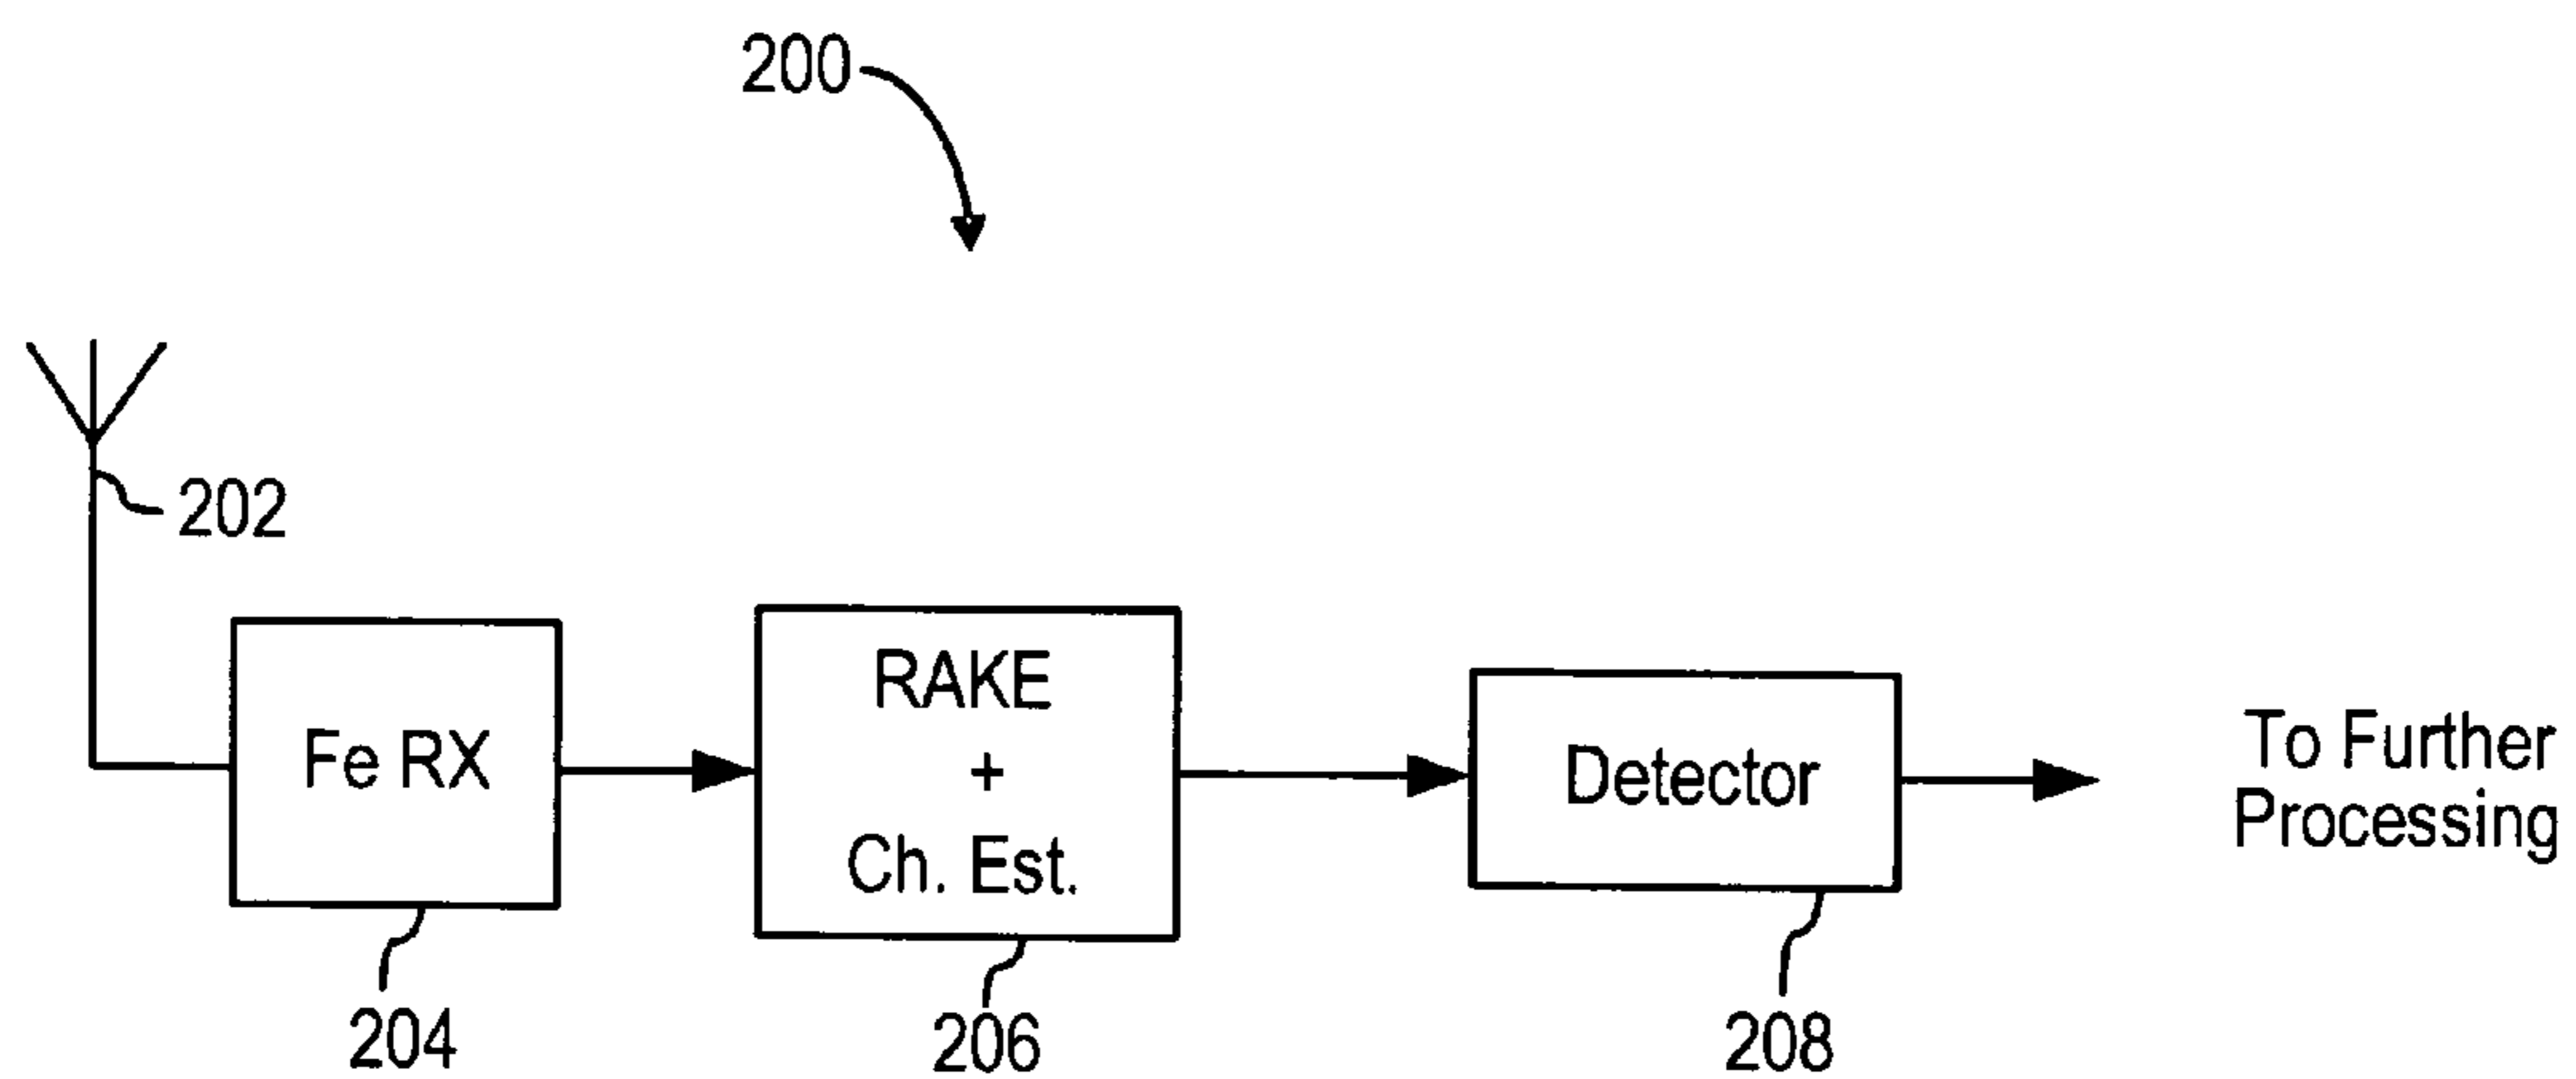 200
202
Fe RX
RAKE
+
Ch. Est.
Detector
To Further
Processing
204
206
208